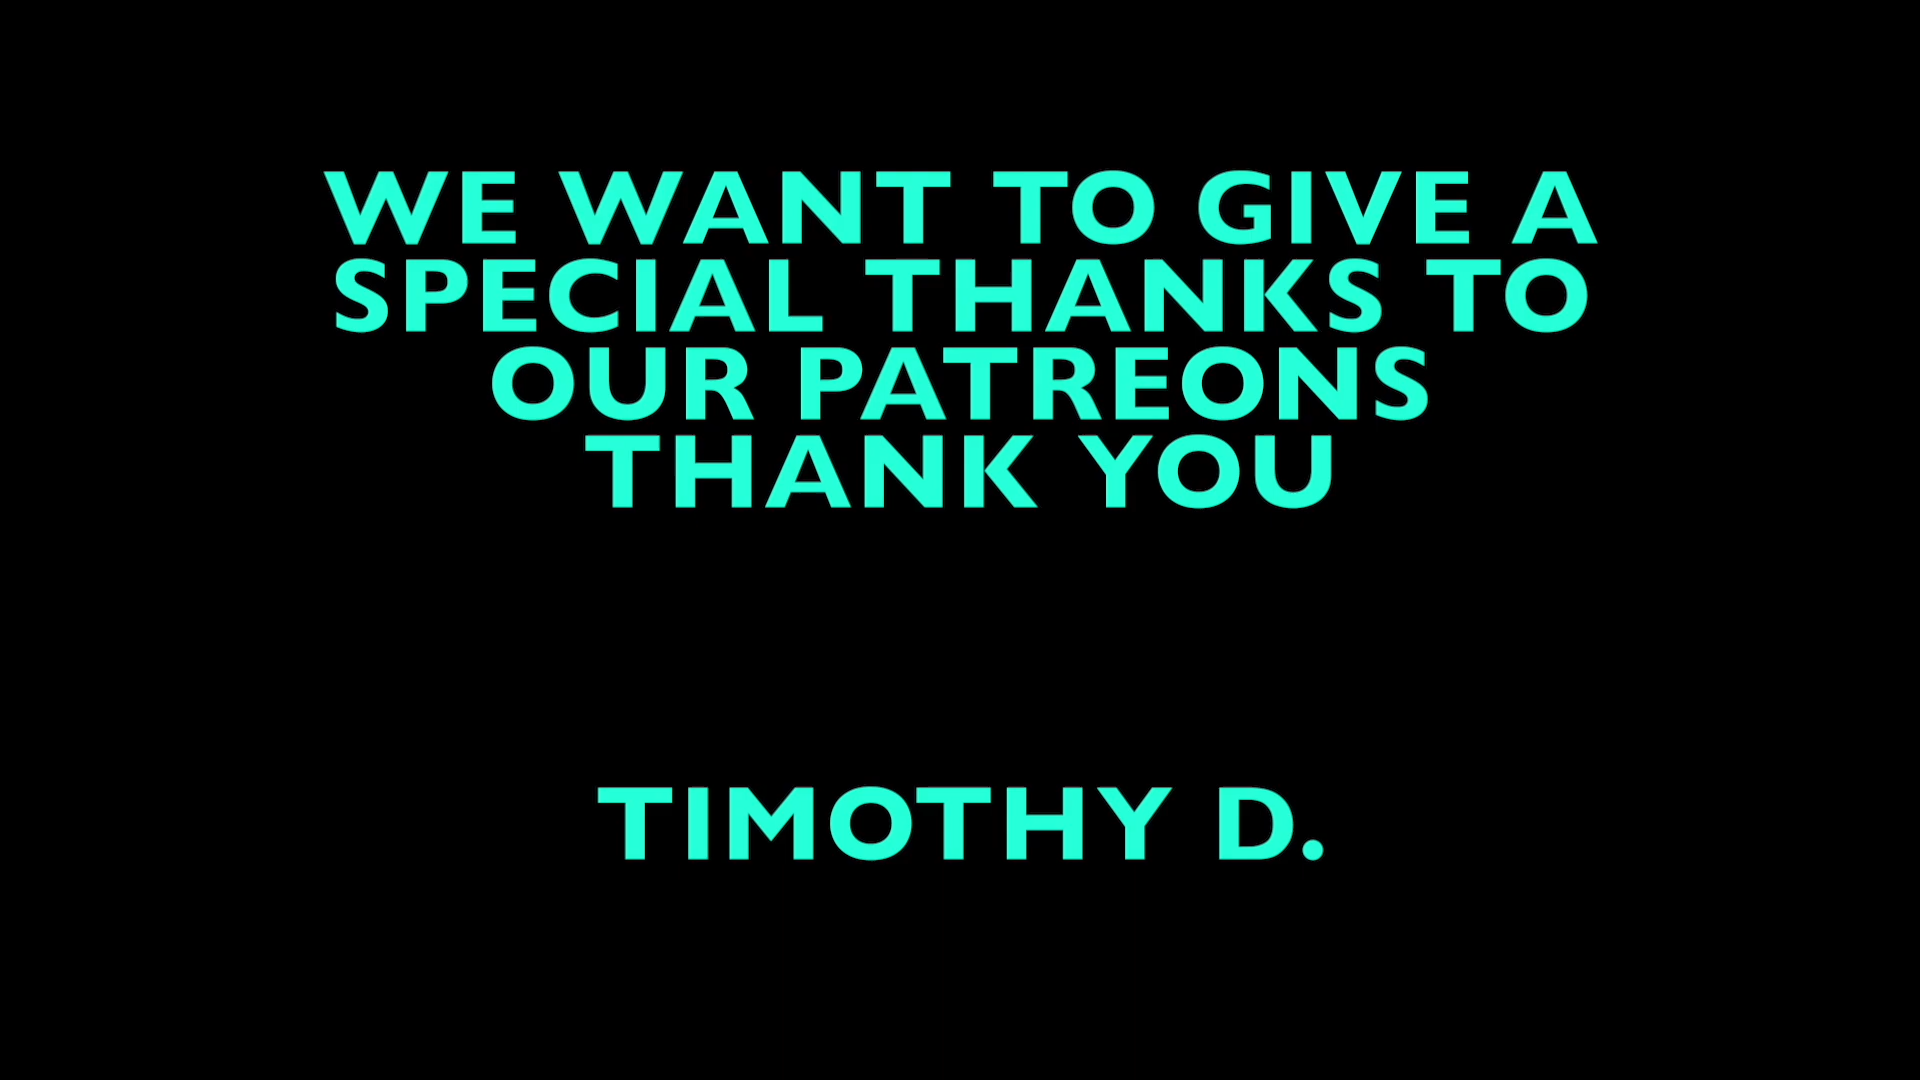 WE WANT TO GIVE A
SPECIAL THANKS TO
OUR PATREONS
THANK YOU
TIMOTHY D.